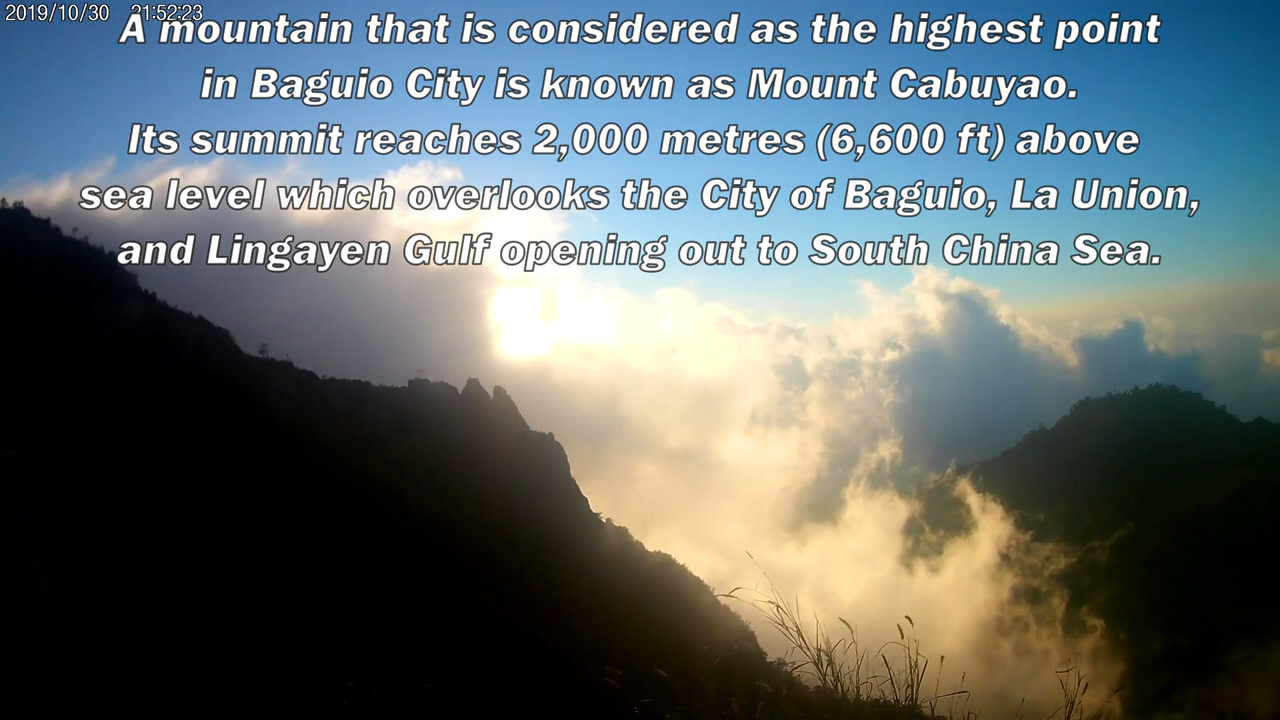 2019/10/30 21:52:23
A mountain that is considered as the highest point
in Baguio City is known as Mount Cabuyao.
Its summit reaches 2,000 metres (6,600 ft) above
sea level which overlooks the City of Baguio, La Union,
and Lingayen Gulf opening out to South China Sea.